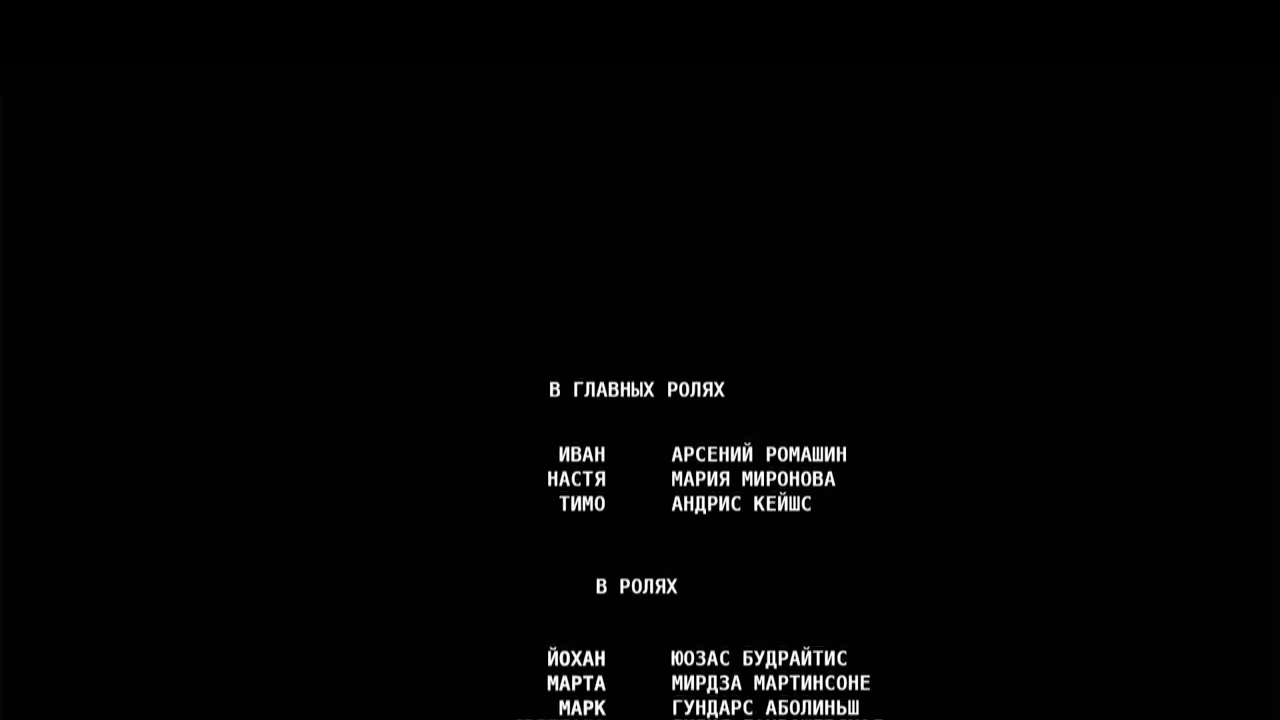 В ГЛАВНЫХ РОЛЯХ
ИВАН АРСЕНИЙ РОМАШИН
НАСТЯ МАРИЯ МИРОНОВА
ТИМО АНДРИС КЕЙШС
В РОЛЯХ
ЙОХАН ЮОЗАС БУДРАЙТИС
МАРТА МИРДЗА МАРТИНСОНЕ
МАРК ГУНДАРС АБОЛИНЬШ